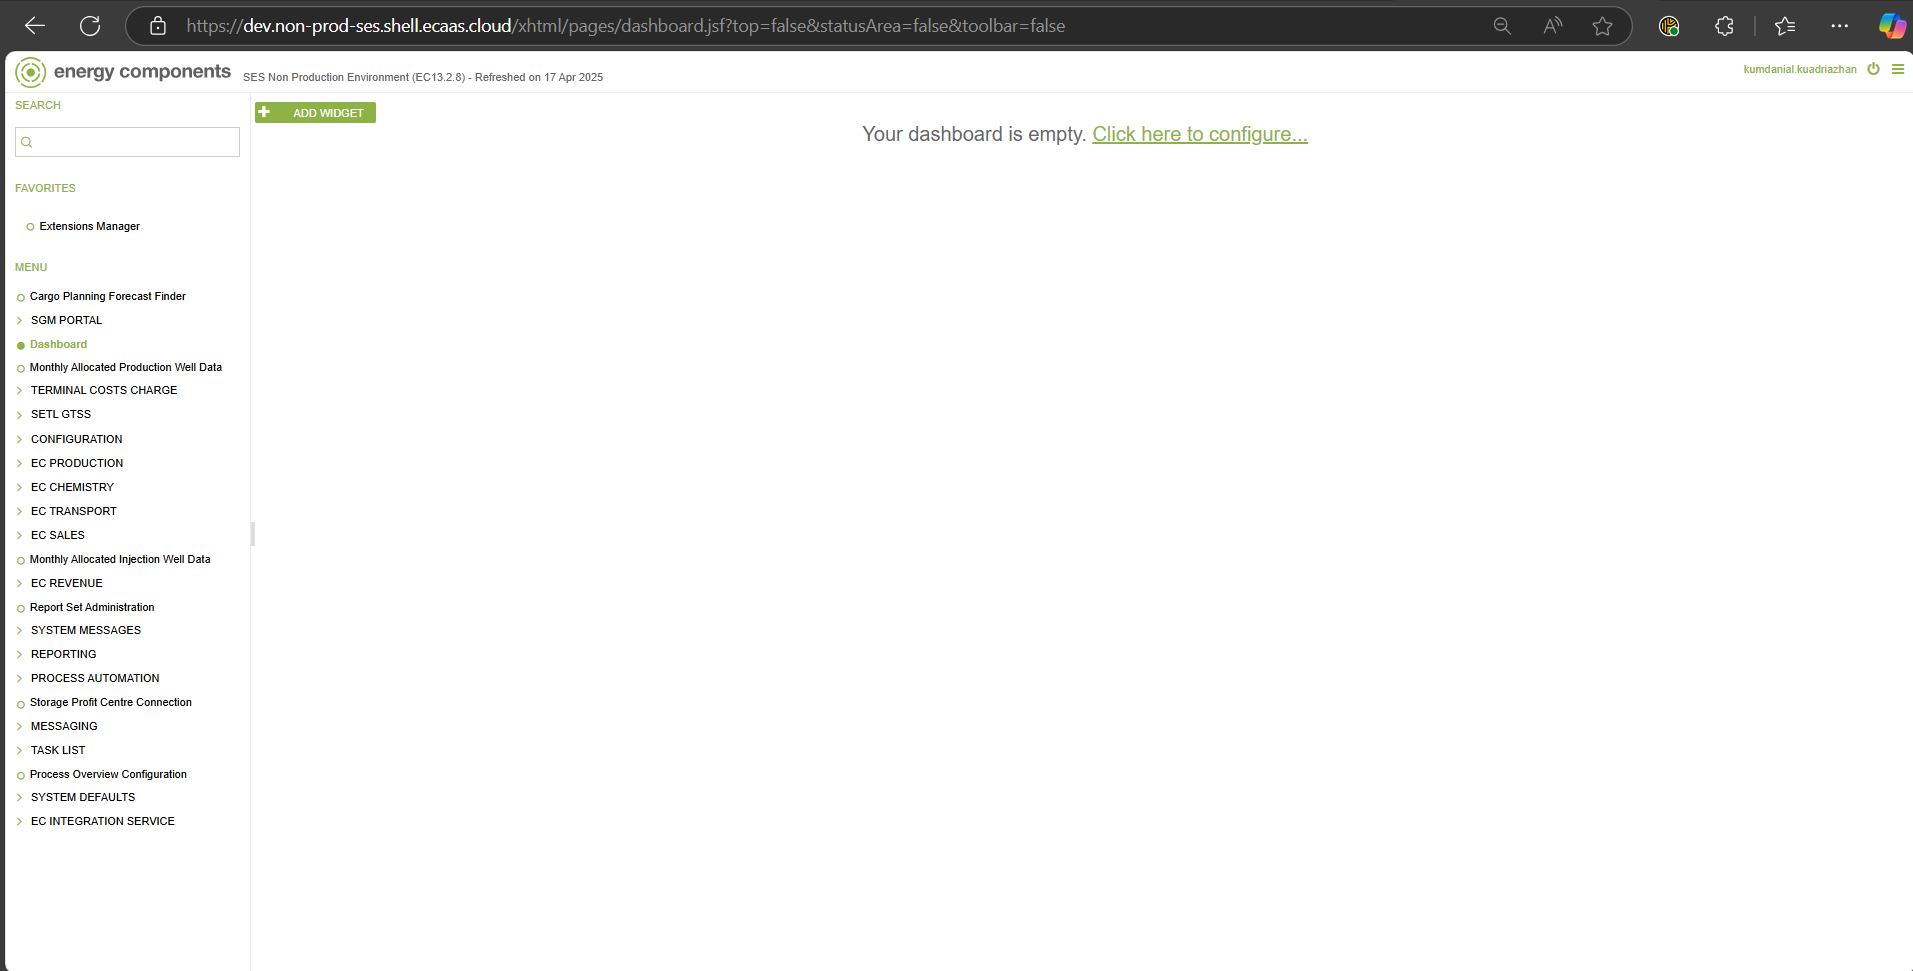 https://dev.non-prod-ses.shell.ecaas.cloud/xhtml/pages/dashboard.jsf?top=false&statusArea=false&toolbar=false
energy components
SES Non Production Environment (EC13.2.8) - Refreshed on 17 Apr 2025
kumdanial.kuadriazhan
SEARCH
ADD WIDGET
Your dashboard is empty. Click here to configure...
FAVORITES
Extensions Manager
MENU
Cargo Planning Forecast Finder
SGM PORTAL
Dashboard
Monthly Allocated Production Well Data
TERMINAL COSTS CHARGE
SETL GTSS
CONFIGURATION
EC PRODUCTION
EC CHEMISTRY
EC TRANSPORT
EC SALES
Monthly Allocated Injection Well Data
EC REVENUE
Report Set Administration
SYSTEM MESSAGES
REPORTING
PROCESS AUTOMATION
Storage Profit Centre Connection
MESSAGING
TASK LIST
Process Overview Configuration
SYSTEM DEFAULTS
EC INTEGRATION SERVICE